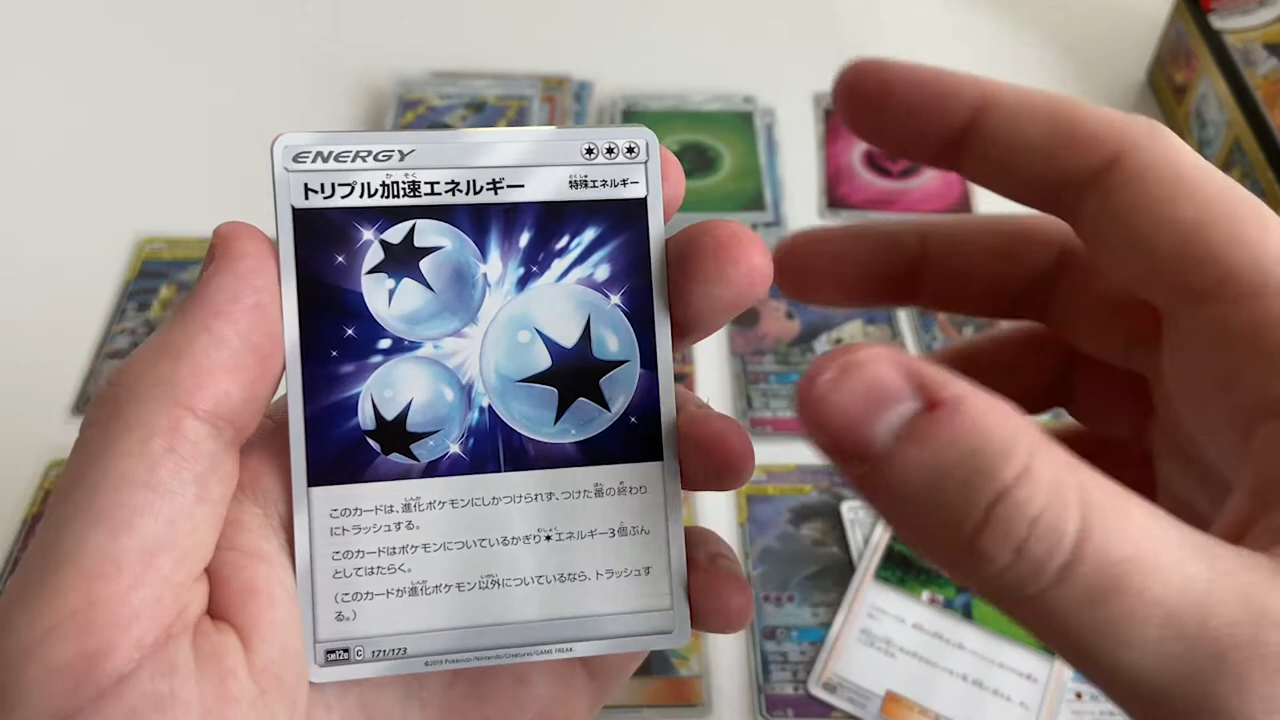 ENERGY
トリプル加速エネルギー 特殊エネルギー
このカードは、進化ポケモンにしかつけられず、つけた番の終わり
にトラッシュする。
このカードはポケモンについているかぎり✶エネルギー3個ぶん
としてはたらく。
(このカードが進化ポケモン以外についているなら、トラッシュす
る。)
sm12a C 171/173
©2019 Pokémon/Nintendo/Creatures/GAME FREAK.